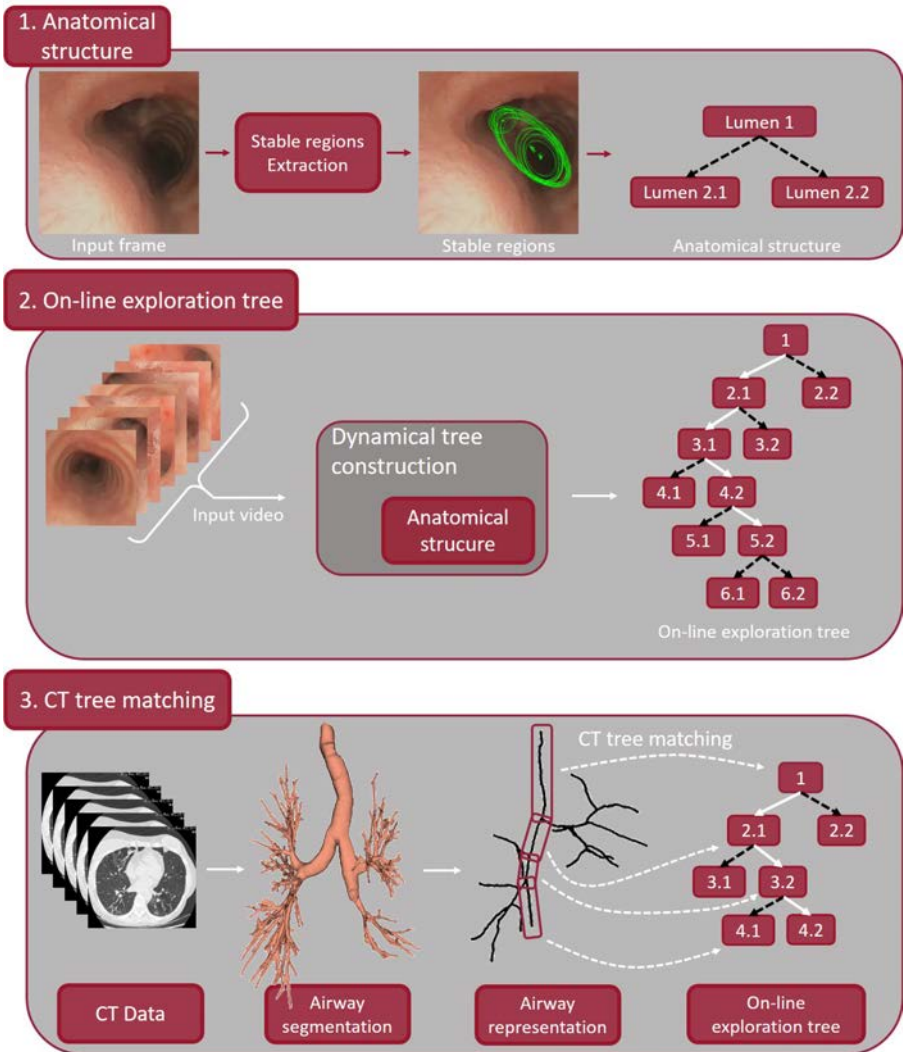 1. Anatomical
structure
Stable regions
Extraction
Lumen 1
Lumen 2.1
Lumen 2.2
Input frame
Stable regions
Anatomical structure
2. On-line exploration tree
1
2.1
2.2
Dynamical tree
construction
3.1
3.2
4.1
4.2
Input video
Anatomical
strucure
5.1
5.2
6.1
6.2
On-line exploration tree
3. CT tree matching
CT tree matching
1
2.1
2.2
3.1
3.2
4.1
4.2
CT Data
Airway
segmentation
Airway
representation
On-line
exploration tree